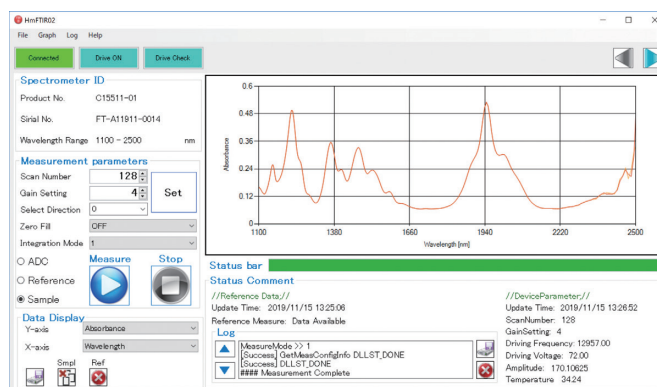 HmFTIR02
File Graph Log Help
Connected Drive ON Drive Check
Spectrometer ID
Product No. C15511-01
Sirial No. FT-A11911-0014
Wavelength Range 1100 - 2500 nm
Measurement parameters
Scan Number 128
Gain Setting 4
Set
Select Direction 0
Zero Fill OFF
Integration Mode 1
ADC
Reference
Sample
Measure Stop
Data Display
Y-axis Absorbance
X-axis Wavelength
Smpl Ref
Absorbance
0.6
0.48
0.36
0.24
0.12
0
1100 1380 1660 1940 2220 2500
Wavelength [nm]
Status bar
Status Comment
//Reference Data;//
Update Time: 2019/11/15 13:25:06
Reference Measure: Data Available
Log
MeasureMode >> 1
[Success] GetMeasConfigInfo DLLST_DONE
[Success] DLLST_DONE
#### Measurement Complete
//DeviceParameter;//
Update Time: 2019/11/15 13:26:52
ScanNumber: 128
GainSetting: 4
Driving Frequency: 12957.00
Driving Voltage: 72.00
Amplitude: 170.10625
Temperature 34.24